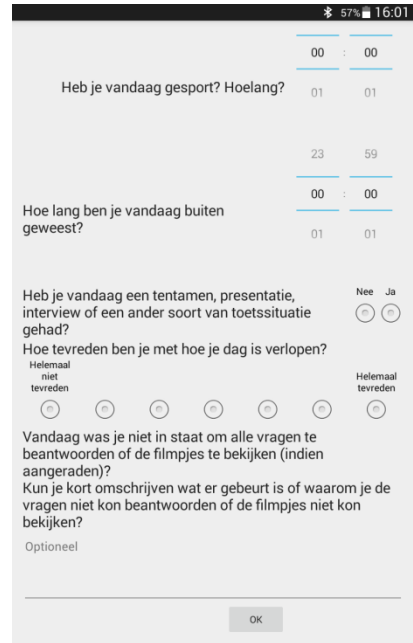 57% 16:01
00 : 00
Heb je vandaag gesport? Hoelang?
01 01
23 59
00 : 00
Hoe lang ben je vandaag buiten
geweest?
01 01
Heb je vandaag een tentamen, presentatie,
interview of een ander soort van toetssituatie
gehad?
Nee Ja
Hoe tevreden ben je met hoe je dag is verlopen?
Helemaal
niet
tevreden
Helemaal
tevreden
Vandaag was je niet in staat om alle vragen te
beantwoorden of de filmpjes te bekijken (indien
aangeraden)?
Kun je kort omschrijven wat er gebeurt is of waarom je de
vragen niet kon beantwoorden of de filmpjes niet kon
bekijken?
Optioneel
OK